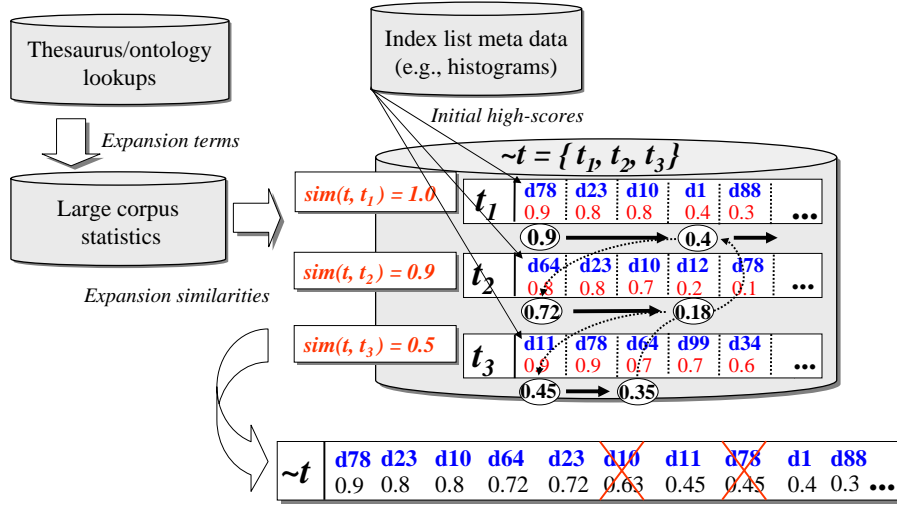 Thesaurus/ontology
lookups
Index list meta data
(e.g., histograms)
Initial high-scores
Expansion terms
~t = { t1, t2, t3}
Large corpus
statistics
sim(t, t1) = 1.0
t1 d78 d23 d10 d1 d88
0.9 0.8 0.8 0.4 0.3 ...
0.9 0.4
sim(t, t2) = 0.9
t2 d64 d23 d10 d12 d78
0.8 0.8 0.7 0.2 0.1 ...
0.72 0.18
Expansion similarities
sim(t, t3) = 0.5
t3 d11 d78 d64 d99 d34
0.9 0.9 0.7 0.7 0.6 ...
0.45 0.35
~t d78 d23 d10 d64 d23 d10 d11 d78 d1 d88
0.9 0.8 0.8 0.72 0.72 0.63 0.45 0.45 0.4 0.3 ...